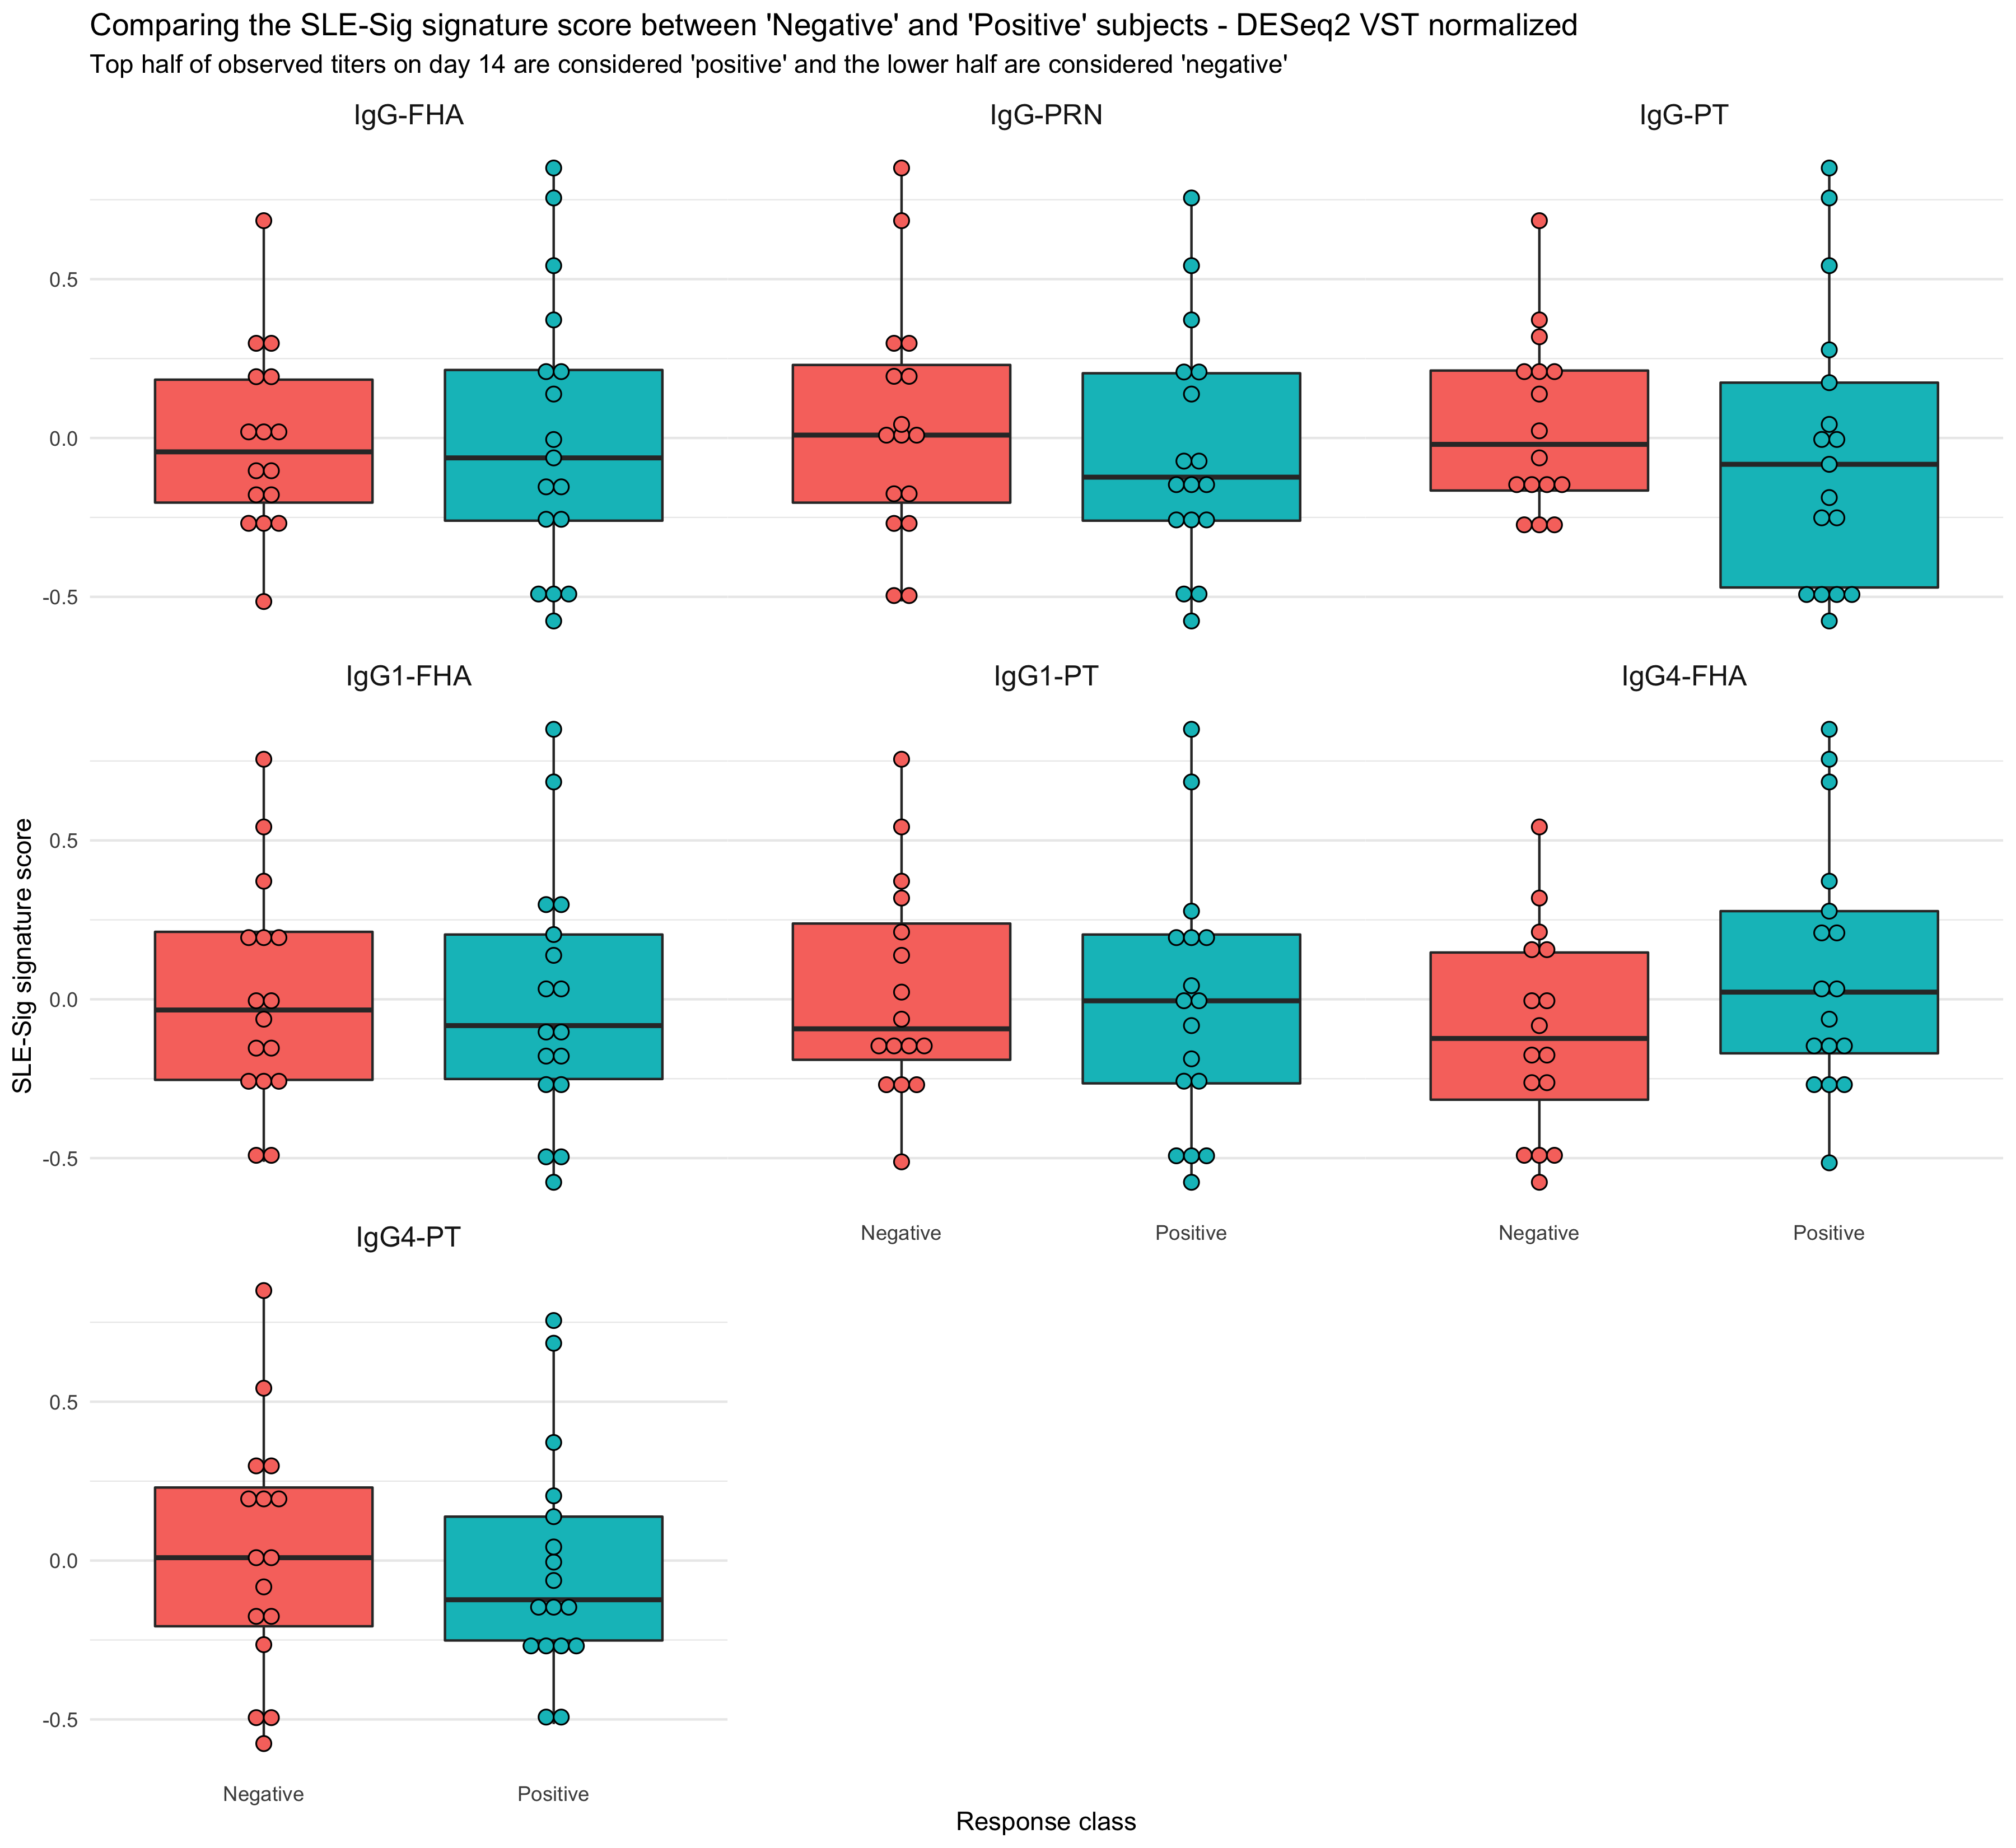 Comparing the SLE-Sig signature score between 'Negative' and 'Positive' subjects - DESeq2 VST normalized
Top half of observed titers on day 14 are considered 'positive' and the lower half are considered 'negative'
IgG-FHA
IgG-PRN
IgG-PT
0.5
0.0
-0.5
IgG1-FHA
IgG1-PT
IgG4-FHA
SLE-Sig signature score
0.5
0.0
-0.5
Negative
Positive
Negative
Positive
IgG4-PT
0.5
0.0
-0.5
Negative
Positive
Response class